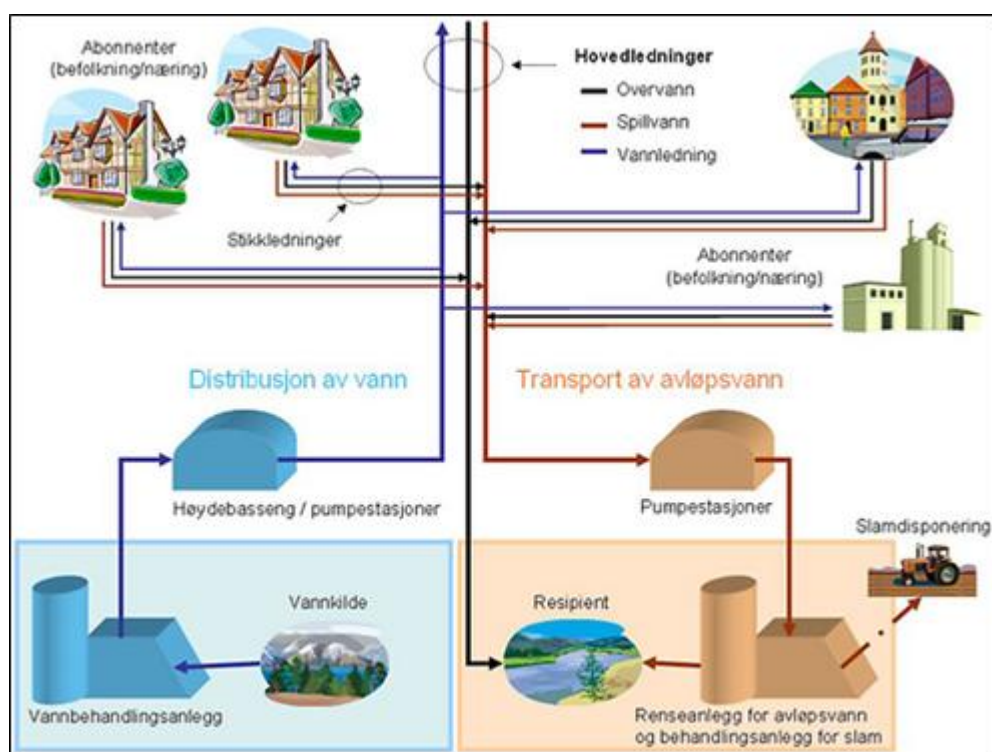 Abonnenter
(befolkning/næring)
Hovedledninger
Overvann
Spillvann
Vannledning
Stikkledninger
Abonnenter
(befolkning/næring)
Distribusjon av vann
Transport av avløpsvann
Høydebasseng / pumpestasjoner
Pumpestasjoner
Slamdisponering
Vannkilde
Resipient
Vannbehandlingsanlegg
Renseanlegg for avløpsvann
og behandlingsanlegg for slam